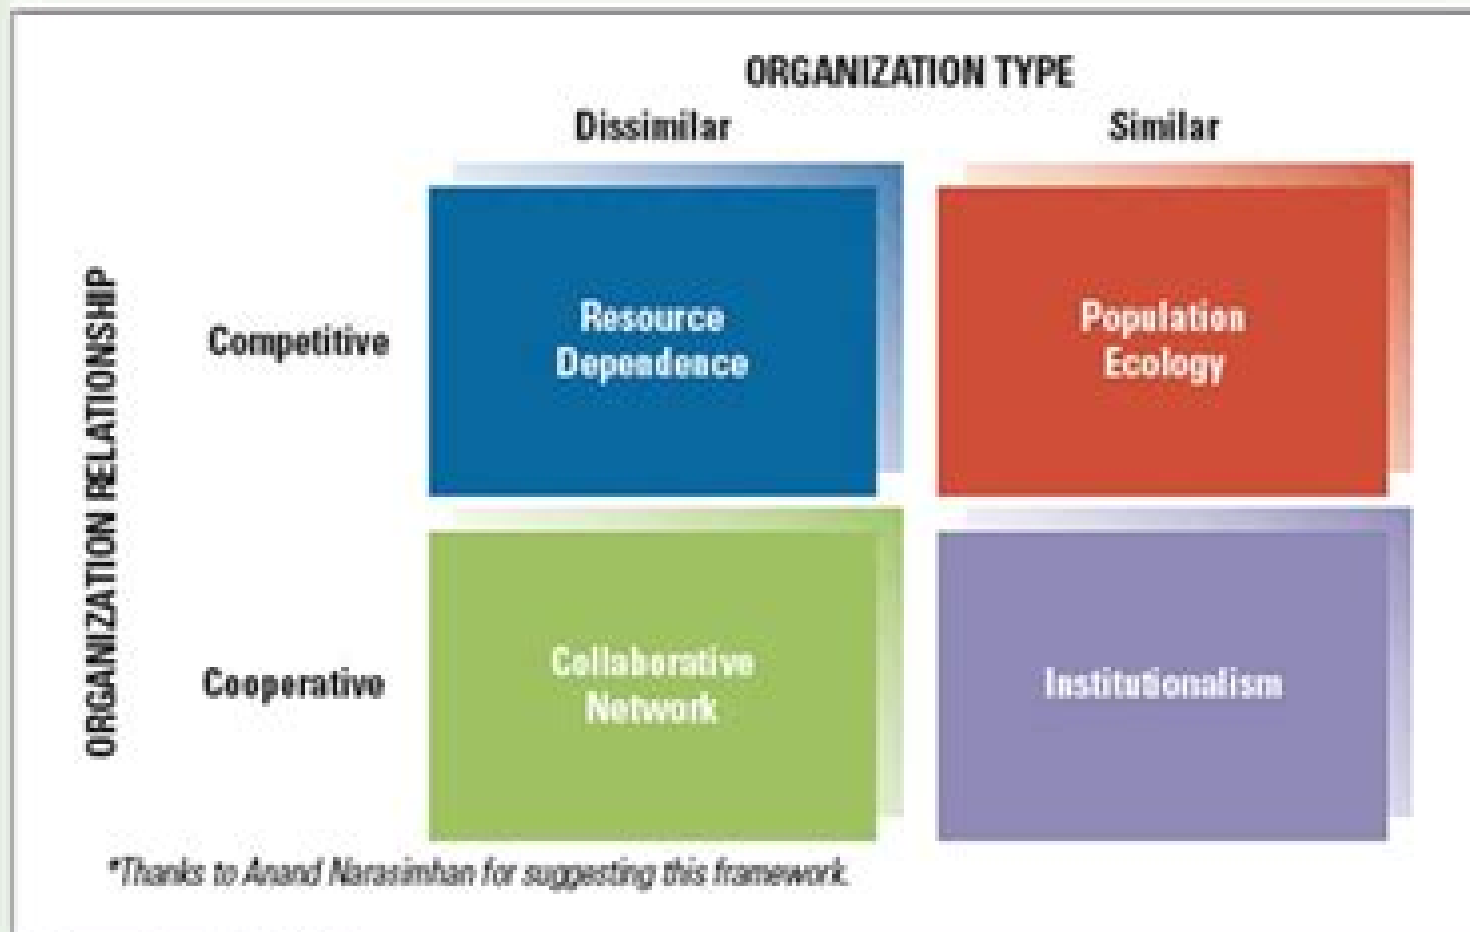 ORGANIZATION TYPE
Dissimilar
Similar
ORGANIZATION RELATIONSHIP
Competitive
Resource
Dependence
Population
Ecology
Cooperative
Collaborative
Network
Institutionalism
*Thanks to Anand Narasimhan for suggesting this framework.